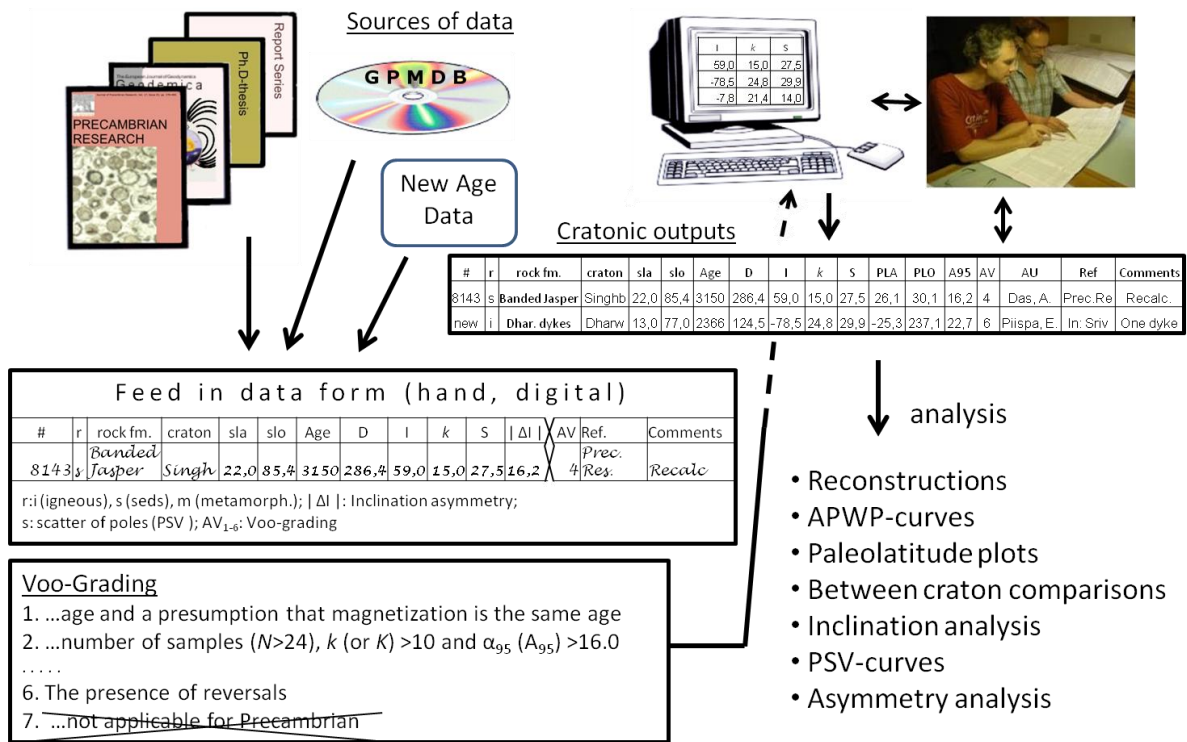 Sources of data
Report Series
Ph.D-thesis
The European Journal of Geodynamics
Geodemica
PRECAMBRIAN
RESEARCH
GPMDB
New Age
Data
I k S
59,0 15,0 27,5
-78,5 24,8 29,9
-7,8 21,4 14,0
Cratonic outputs
# r rock fm. craton sla slo Age D I k S PLA PLO A95 AV AU Ref Comments
8143 s Banded Jasper Singhb 22,0 85,4 3150 286,4 59,0 15,0 27,5 26,1 30,1 16,2 4 Das, A. Prec.Re Recalc.
new i Dhar. dykes Dharw 13,0 77,0 2366 124,5 -78,5 24,8 29,9 -25,3 237,1 22,7 6 Piispa, E. In: Sriv One dyke
Feed in data form (hand, digital)
# r rock fm. craton sla slo Age D I k S |ΔI| AV Ref. Comments
Banded Prec.
8143 s Jasper Singh 22,0 85,4 3150 286,4 59,0 15,0 27,5 16,2 4 Res. Recalc
r:i (igneous), s (seds), m (metamorph.); |ΔI|: Inclination asymmetry;
s: scatter of poles (PSV ); AV1-6: Voo-grading
Voo-Grading
1. ...age and a presumption that magnetization is the same age
2. ...number of samples (N>24), k (or K) >10 and α95 (A95) >16.0
.....
6. The presence of reversals
7. ...not applicable for Precambrian
analysis
• Reconstructions
• APWP-curves
• Paleolatitude plots
• Between craton comparisons
• Inclination analysis
• PSV-curves
• Asymmetry analysis